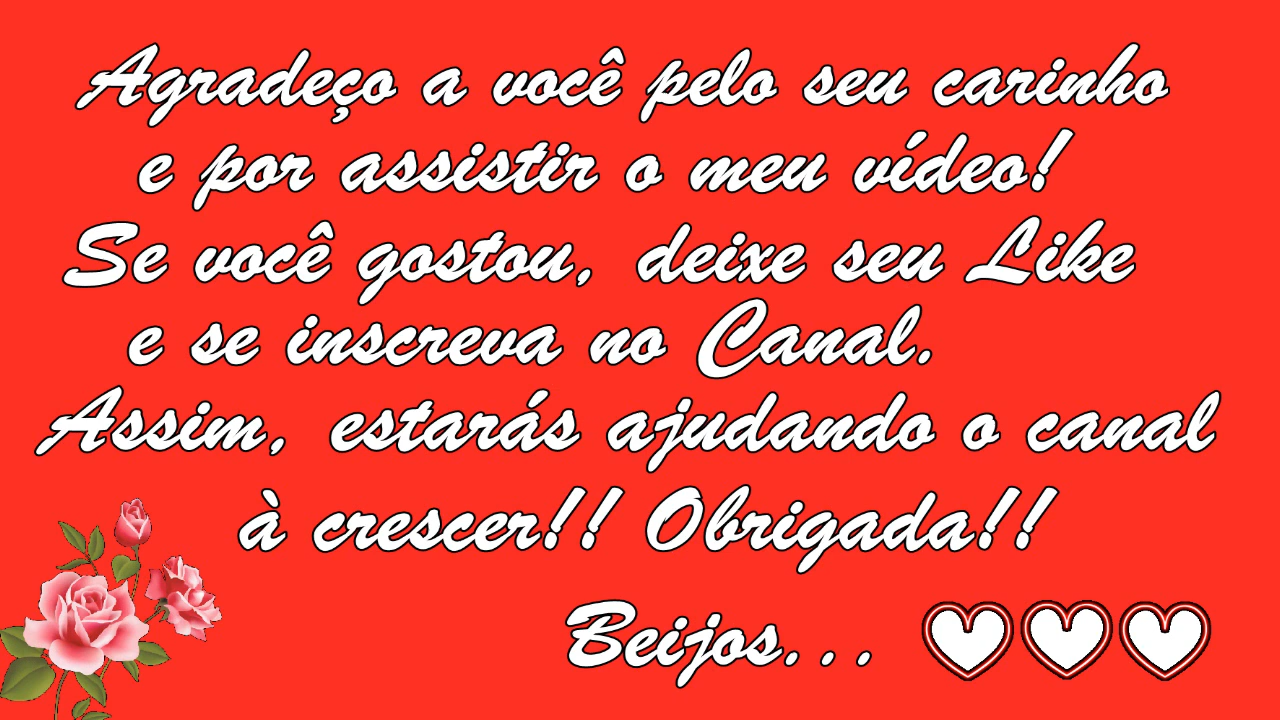 Agradeço a você pelo seu carinho
e por assistir o meu vídeo!
Se você gostou, deixe seu Like
e se inscreva no Canal.
Assim, estarás ajudando o canal
à crescer!! Obrigada!!
Beijos...